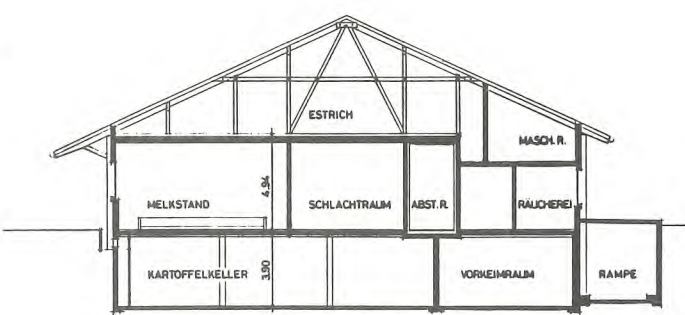 ESTRICH
MASCH. R.
MELKSTAND
4.94
SCHLACHTRAUM
ABST. R.
RÄUCHEREI
KARTOFFELKELLER
3.90
VORKEIMRAUM
RAMPE